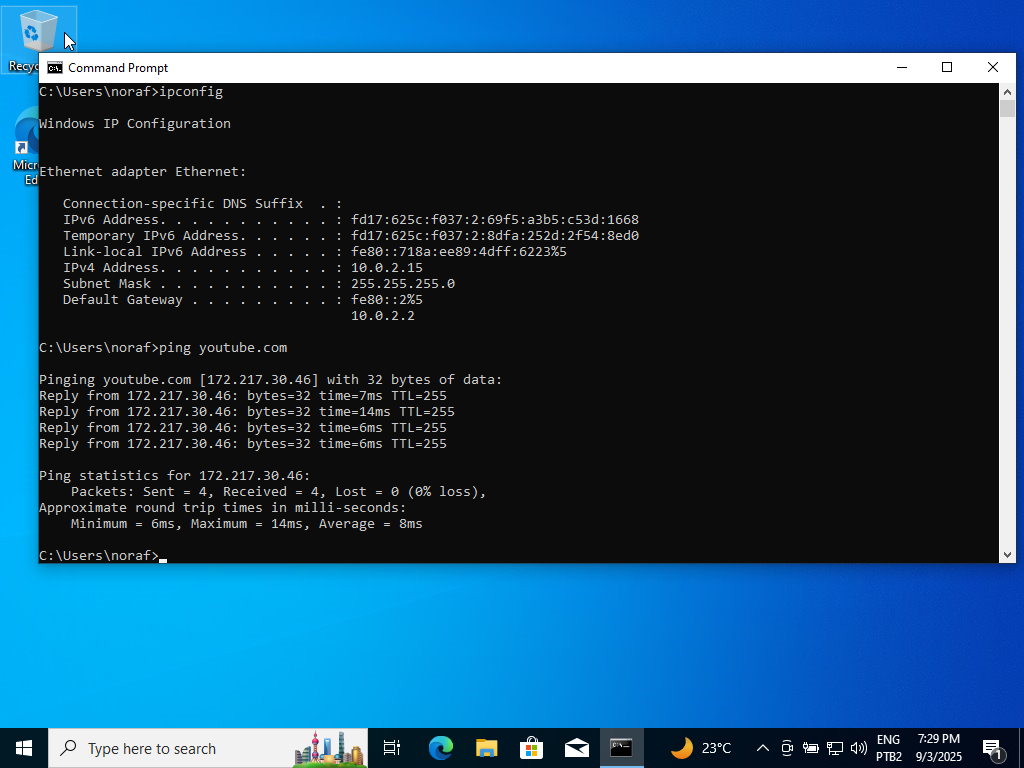 Recyc
Command Prompt
C:\Users\noraf>ipconfig
Windows IP Configuration
Micr
Ed
Ethernet adapter Ethernet:
Connection-specific DNS Suffix  . :
IPv6 Address. . . . . . . . . . . : fd17:625c:f037:2:69f5:a3b5:c53d:1668
Temporary IPv6 Address. . . . . . : fd17:625c:f037:2:8dfa:252d:2f54:8ed0
Link-local IPv6 Address . . . . . : fe80::718a:ee89:4dff:6223%5
IPv4 Address. . . . . . . . . . . : 10.0.2.15
Subnet Mask . . . . . . . . . . . : 255.255.255.0
Default Gateway . . . . . . . . . : fe80::2%5
10.0.2.2
C:\Users\noraf>ping youtube.com
Pinging youtube.com [172.217.30.46] with 32 bytes of data:
Reply from 172.217.30.46: bytes=32 time=7ms TTL=255
Reply from 172.217.30.46: bytes=32 time=14ms TTL=255
Reply from 172.217.30.46: bytes=32 time=6ms TTL=255
Reply from 172.217.30.46: bytes=32 time=6ms TTL=255
Ping statistics for 172.217.30.46:
Packets: Sent = 4, Received = 4, Lost = 0 (0% loss),
Approximate round trip times in milli-seconds:
Minimum = 6ms, Maximum = 14ms, Average = 8ms
C:\Users\noraf>
Type here to search
23°C
ENG
PTB2
7:29 PM
9/3/2025
1